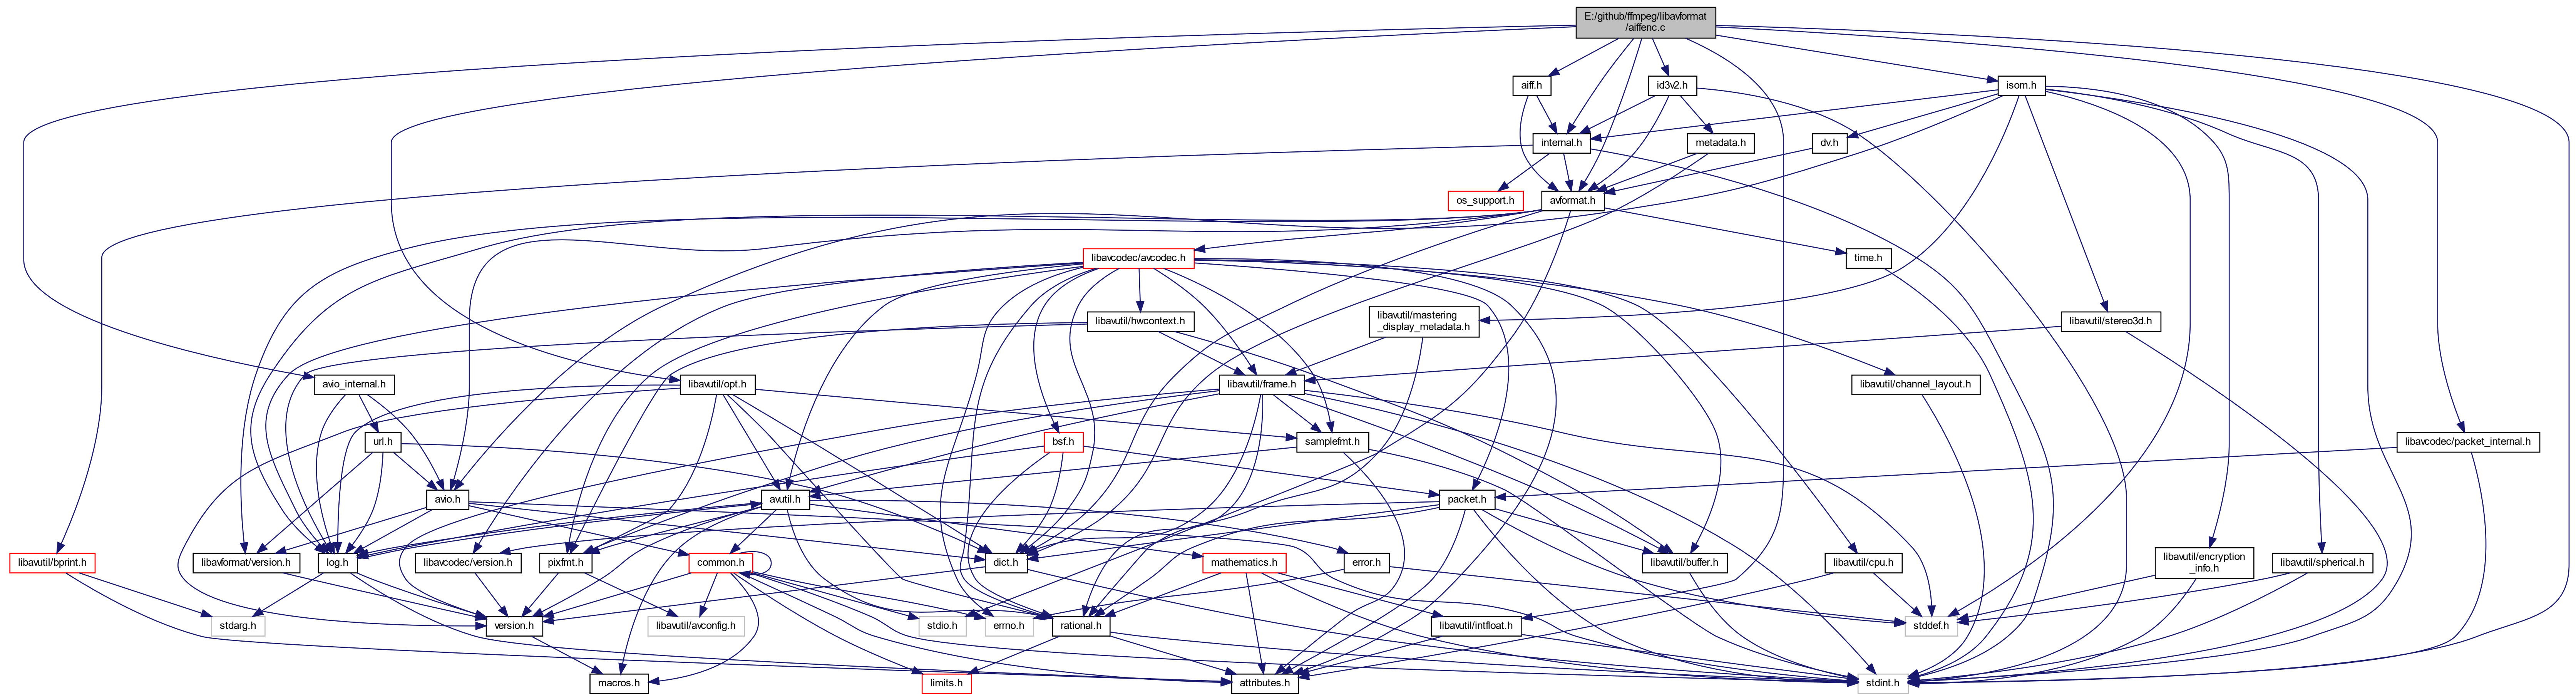 E:/github/ffmpeg/libavformat
/aiffenc.c
aiff.h
id3v2.h
isom.h
internal.h
metadata.h
dv.h
os_support.h
avformat.h
libavcodec/avcodec.h
time.h
libavutil/hwcontext.h
libavutil/mastering
_display_metadata.h
libavutil/stereo3d.h
avio_internal.h
libavutil/opt.h
libavutil/frame.h
libavutil/channel_layout.h
url.h
bsf.h
samplefmt.h
libavcodec/packet_internal.h
avio.h
avutil.h
packet.h
libavutil/bprint.h
libavformat/version.h
log.h
libavcodec/version.h
pixfmt.h
common.h
dict.h
mathematics.h
error.h
libavutil/buffer.h
libavutil/cpu.h
libavutil/encryption
_info.h
libavutil/spherical.h
stdarg.h
version.h
libavutil/avconfig.h
stdio.h
errno.h
rational.h
libavutil/intfloat.h
stddef.h
macros.h
limits.h
attributes.h
stdint.h